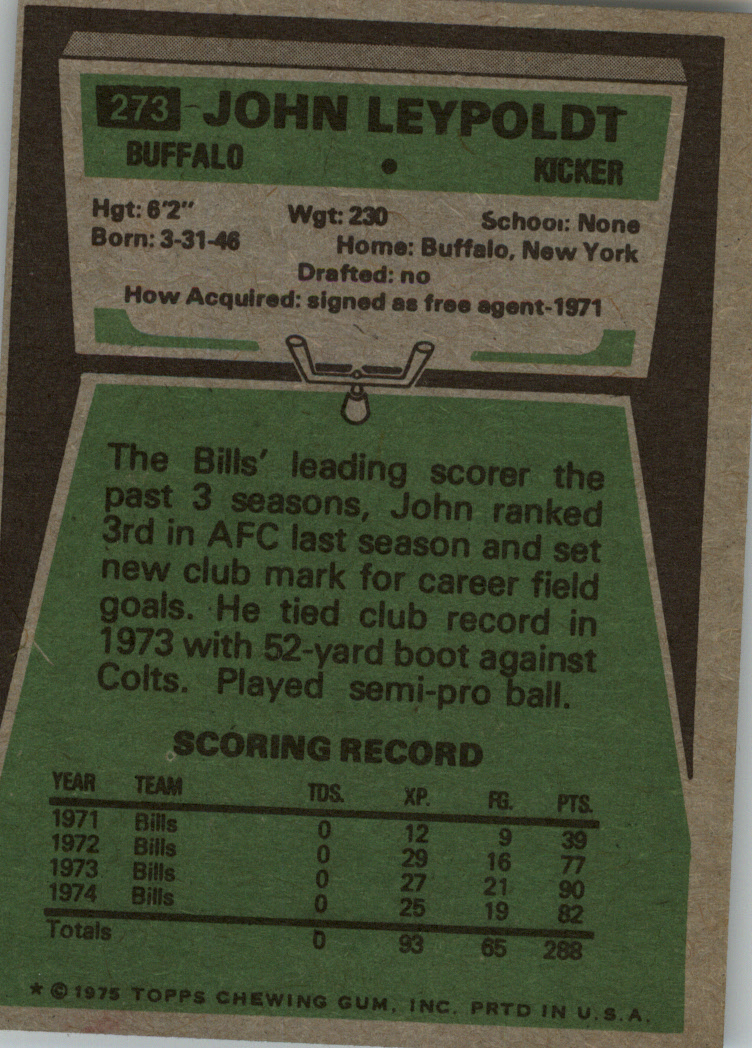 273 JOHN LEYPOLDT
BUFFALO • KICKER
Hgt: 6'2" Wgt: 230 School: None
Born: 3-31-46 Home: Buffalo, New York
Drafted: no
How Acquired: signed as free agent-1971
The Bills' leading scorer the
past 3 seasons, John ranked
3rd in AFC last season and set
new club mark for career field
goals. He tied club record in
1973 with 52-yard boot against
Colts. Played semi-pro ball.
SCORING RECORD
YEAR TEAM TDS. XP. FG. PTS.
1971 Bills 0 12 9 39
1972 Bills 0 29 16 77
1973 Bills 0 27 21 90
1974 Bills 0 25 19 82
Totals 0 93 65 288
* © 1975 TOPPS CHEWING GUM, INC. PRTD IN U.S.A.